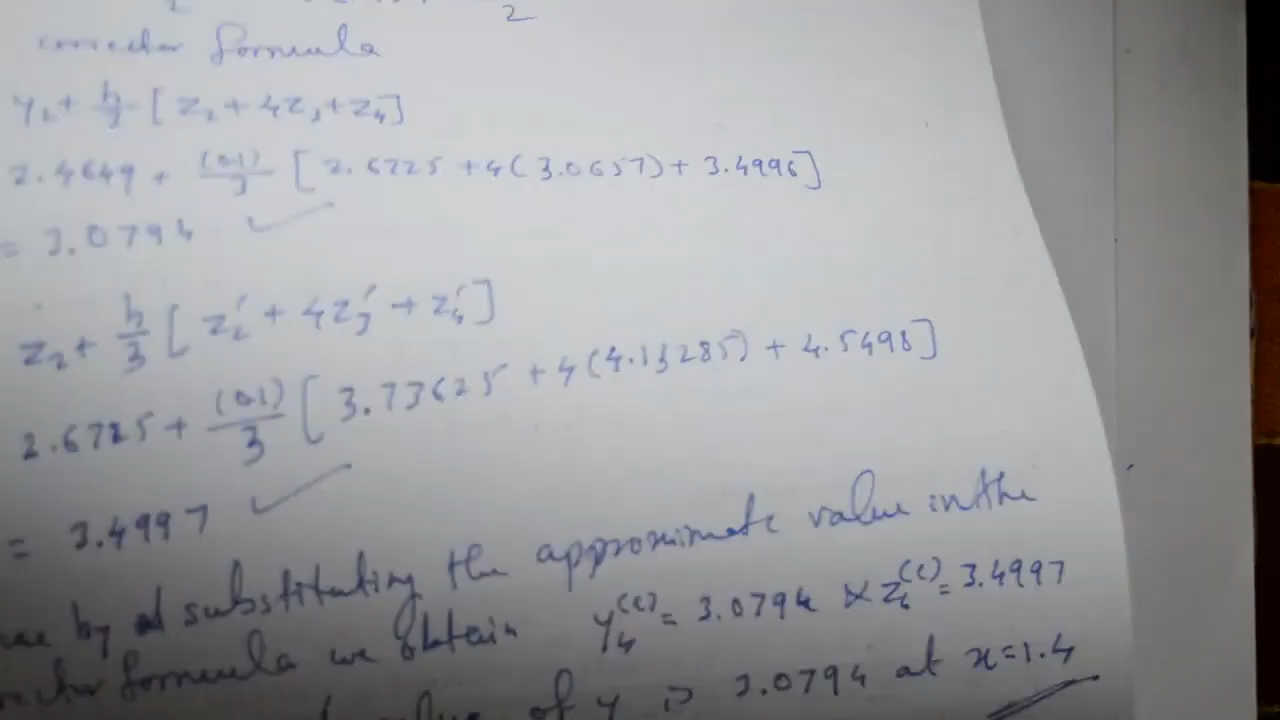 2
formula
y₂ + h/3 [ z₂ + 4z₃ + z₄]
2.4649 + (0.1)/3 [ 2.6725 + 4(3.0657) + 3.4996]
= 3.0794
z₂ + h/3 [ z₂' + 4z₃' + z₄' ]
2.6725 + (0.1)/3 [ 3.73625 + 4(4.13285) + 4.5498]
= 3.4997
by substituting the approximate value in the
formula we obtain y₄⁽ᶜ⁾ = 3.0794 & z₄⁽ᶜ⁾ = 3.4997
of y is 3.0794 at x=1.4